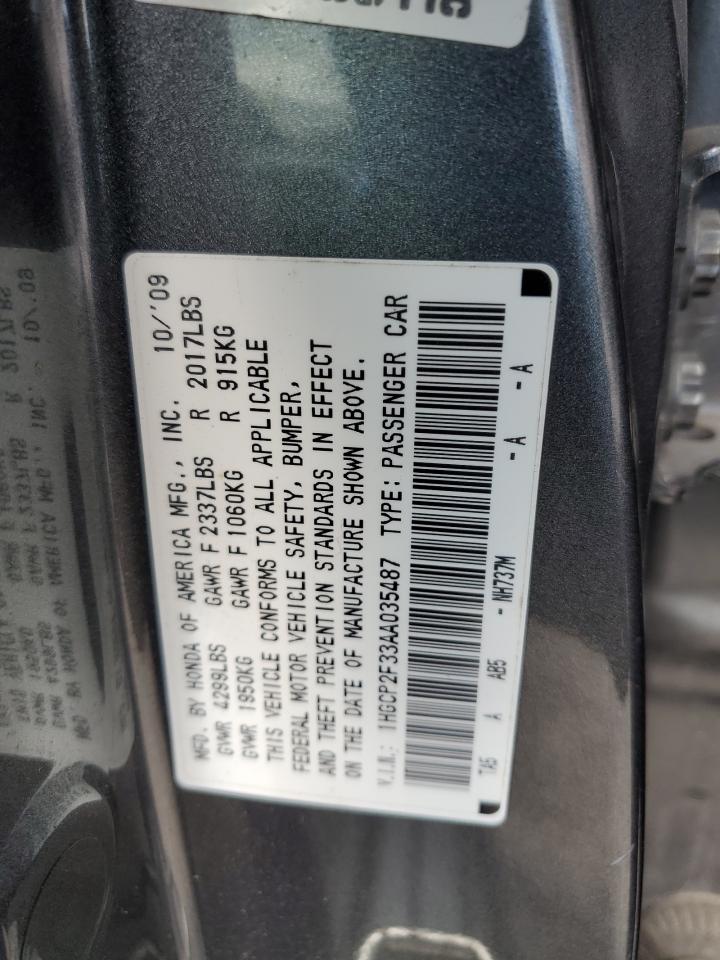 MFD. BY HONDA OF AMERICA MFG., INC. 10/'09
GVWR 4299LBS GAWR F 2337LBS R 2017LBS
GVWR 1950KG GAWR F 1060KG R 915KG
THIS VEHICLE CONFORMS TO ALL APPLICABLE
FEDERAL MOTOR VEHICLE SAFETY, BUMPER,
AND THEFT PREVENTION STANDARDS IN EFFECT
ON THE DATE OF MANUFACTURE SHOWN ABOVE.
V.I.N.: 1HGCP2F33AA035487 TYPE: PASSENGER CAR
TA5 A AB5 - NH737M - A - A